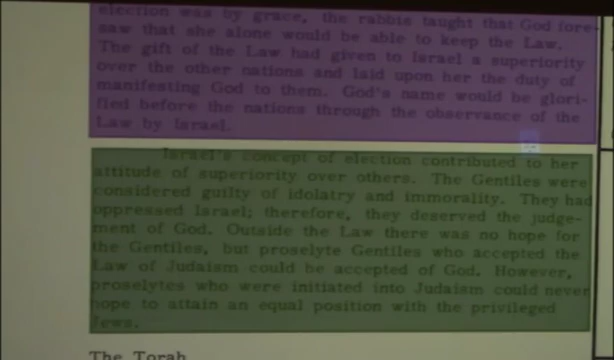 election was by grace, the rabbis taught that God fore-
saw that she alone would be able to keep the Law.
The gift of the Law had given to Israel a superiority
over the other nations and laid upon her the duty of
manifesting God to them. God's name would be glori-
fied before the nations through the observance of the
Law by Israel.
Israel's concept of election contributed to her
attitude of superiority over others. The Gentiles were
considered guilty of idolatry and immorality. They had
oppressed Israel; therefore, they deserved the judge-
ment of God. Outside the Law there was no hope for
the Gentiles, but proselyte Gentiles who accepted the
Law of Judaism could be accepted of God. However,
proselytes who were initiated into Judaism could never
hope to attain an equal position with the privileged
Jews.
The Torah